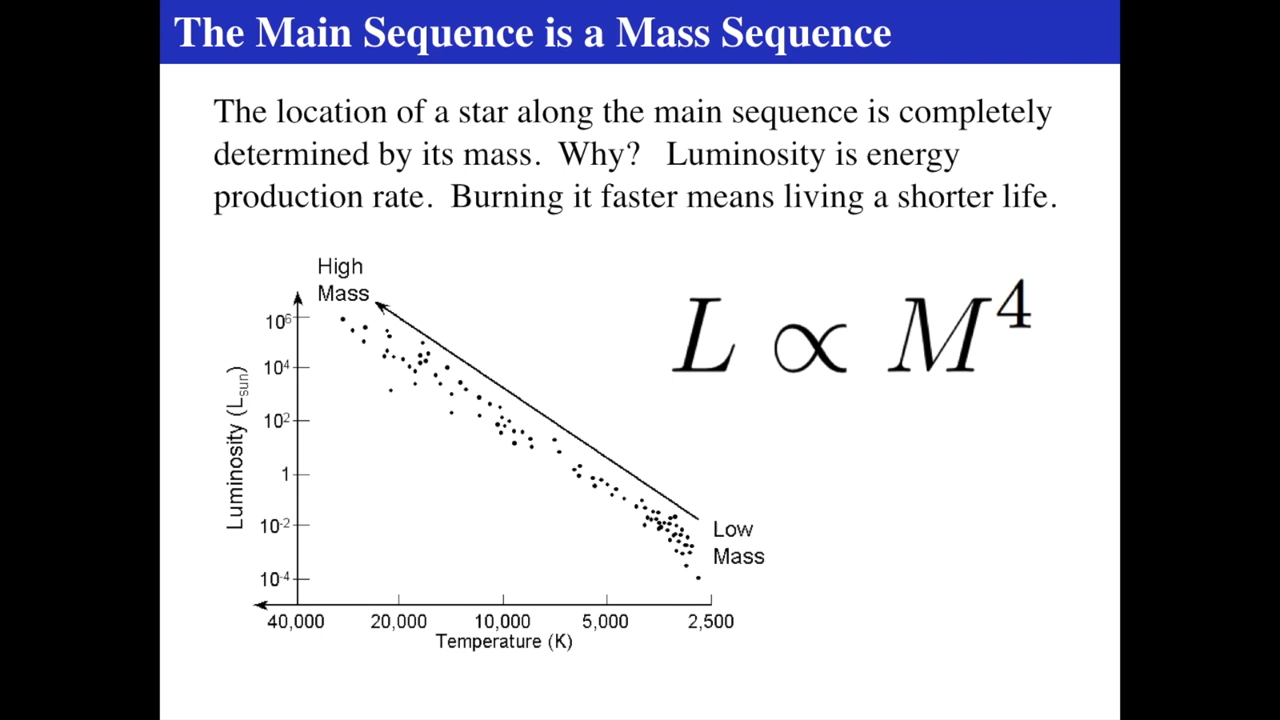 The Main Sequence is a Mass Sequence
The location of a star along the main sequence is completely
determined by its mass.  Why?   Luminosity is energy
production rate.  Burning it faster means living a shorter life.
High
Mass
L ∝ M⁴
10⁶
10⁴
10²
1
10⁻²
10⁻⁴
Luminosity (Lsun)
Low
Mass
40,000 20,000 10,000 5,000 2,500
Temperature (K)